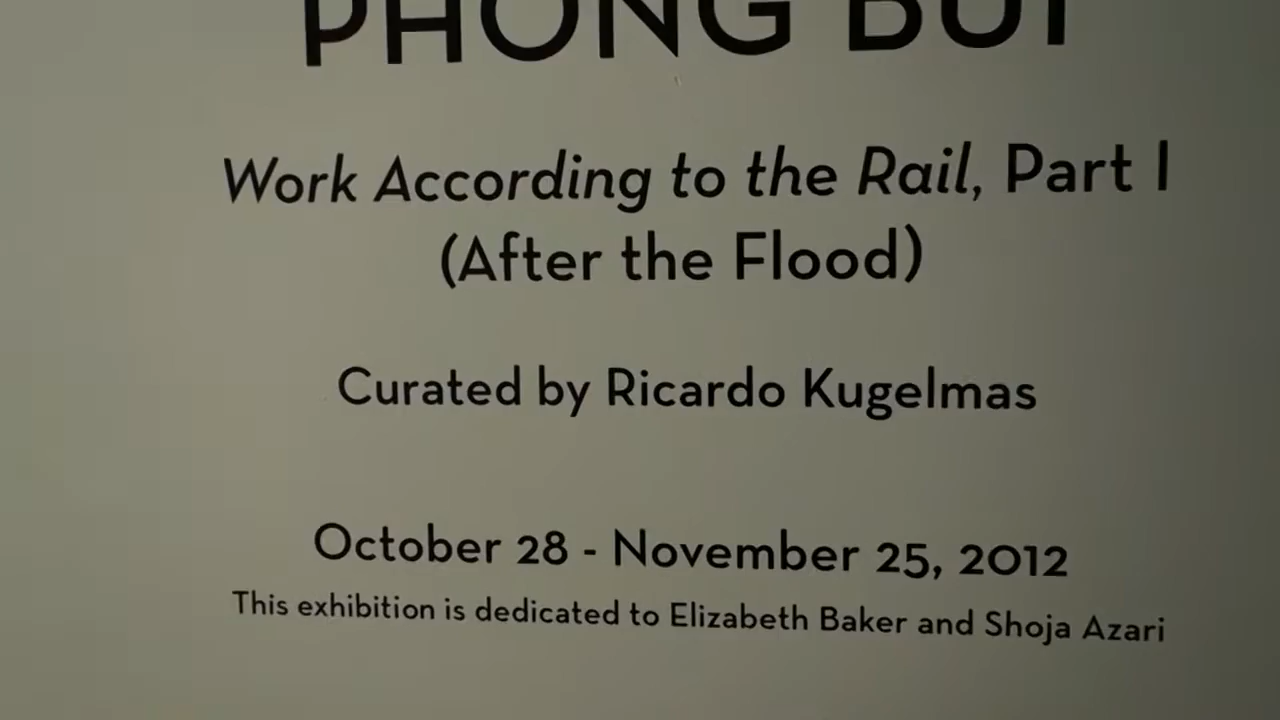 PHONG BUI
Work According to the Rail, Part I
(After the Flood)
Curated by Ricardo Kugelmas
October 28 - November 25, 2012
This exhibition is dedicated to Elizabeth Baker and Shoja Azari